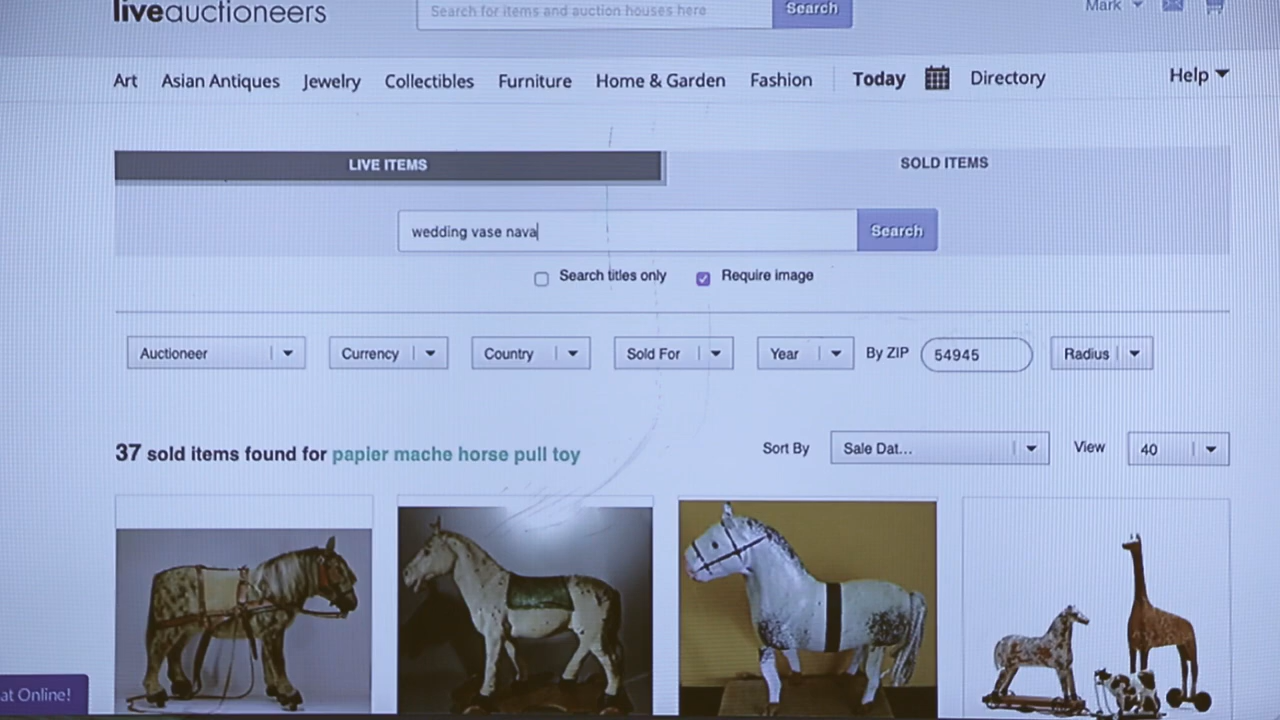 liveauctioneers
Search for items and auction houses here
Search
Mark
Art Asian Antiques Jewelry Collectibles Furniture Home & Garden Fashion Today Directory Help
LIVE ITEMS SOLD ITEMS
wedding vase nava Search
Search titles only Require image
Auctioneer Currency Country Sold For Year By ZIP 54945 Radius
37 sold items found for papier mache horse pull toy
Sort By Sale Dat... View 40
at Online!